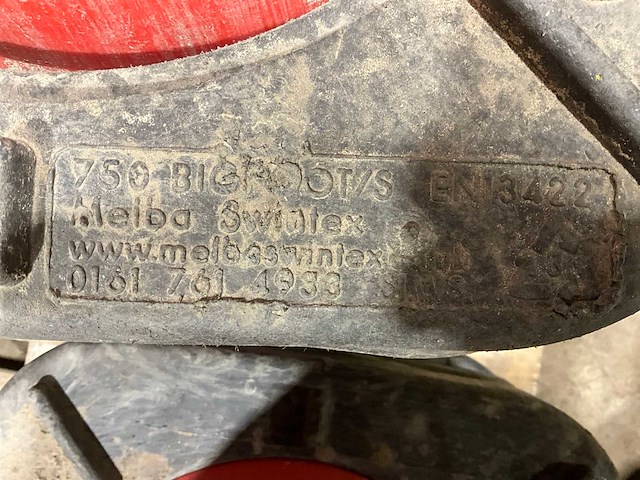 750 BIGFOOT/S EN13422
Melba Swintex
www.melbaswintex
0161 761 4933